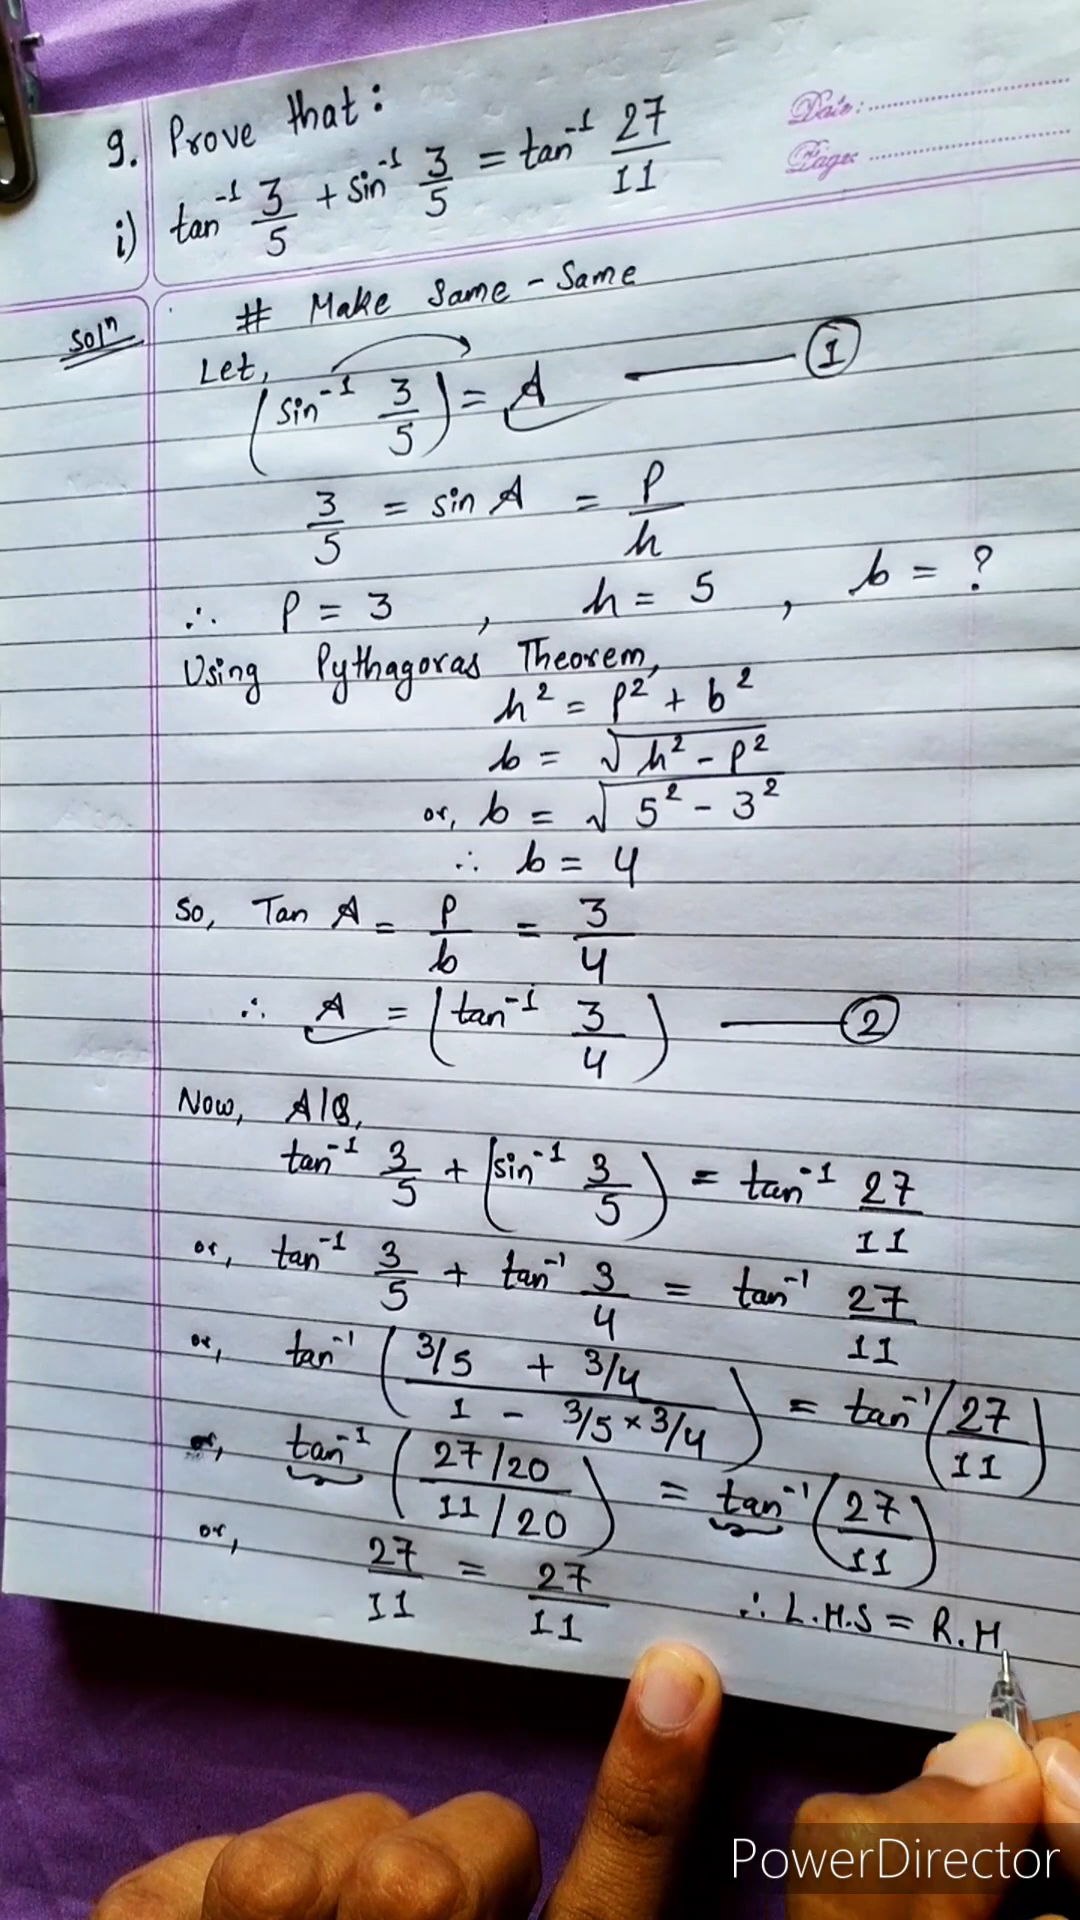 9. Prove that:
i) tan⁻¹ 3/5 + sin⁻¹ 3/5 = tan⁻¹ 27/11
Date:
Page:
Solⁿ
# Make Same - Same
Let,
(sin⁻¹ 3/5) = A ——— ①
3/5 = sin A = P/h
∴ P = 3 , h = 5 , b = ?
Using Pythagoras Theorem,
h² = p² + b²
b = √h² - p²
or, b = √5² - 3²
∴ b = 4
So, Tan A = P/b = 3/4
∴ A = (tan⁻¹ 3/4) ——— ②
Now, A/Q,
tan⁻¹ 3/5 + (sin⁻¹ 3/5) = tan⁻¹ 27/11
or, tan⁻¹ 3/5 + tan⁻¹ 3/4 = tan⁻¹ 27/11
or, tan⁻¹ (3/5 + 3/4 / 1 - 3/5 × 3/4) = tan⁻¹ (27/11)
or, tan⁻¹ (27/20 / 11/20) = tan⁻¹ (27/11)
or, 27/11 = 27/11 ∴ L.H.S = R.H
PowerDirector